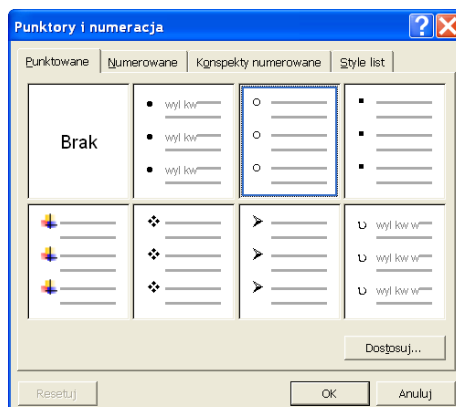 Punktory i numeracja
Punktowane Numerowane Konspekty numerowane Style list
Brak
wyl kw
wyl kw
wyl kw
wyl kw w
wyl kw w
wyl kw w
Dostosuj...
Resetuj OK Anuluj